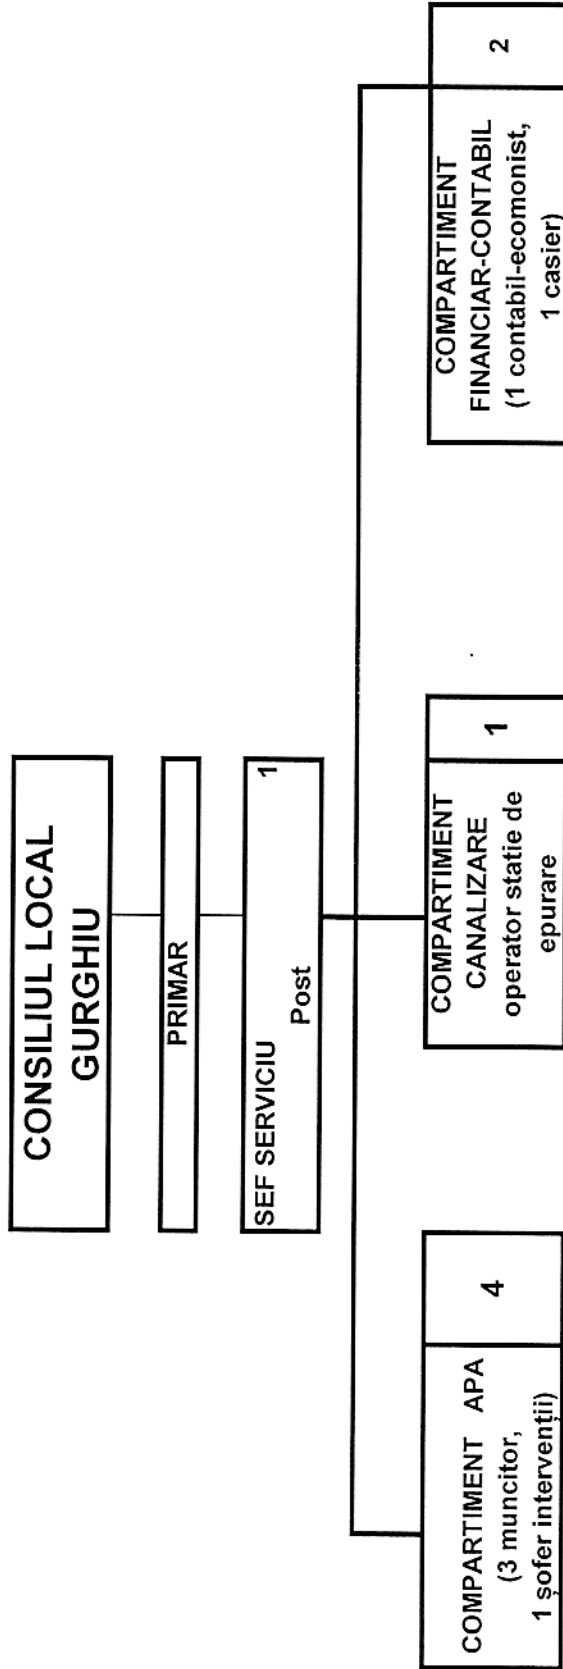 CONSILIUL LOCAL
GURGHIU
PRIMAR
SEF SERVICIU 1
Post
COMPARTIMENT APA
(3 muncitor,
1 șofer intervenții)
4
COMPARTIMENT
CANALIZARE
operator statie de
epurare
1
COMPARTIMENT
FINANCIAR-CONTABIL
(1 contabil-ecomonist,
1 casier)
2